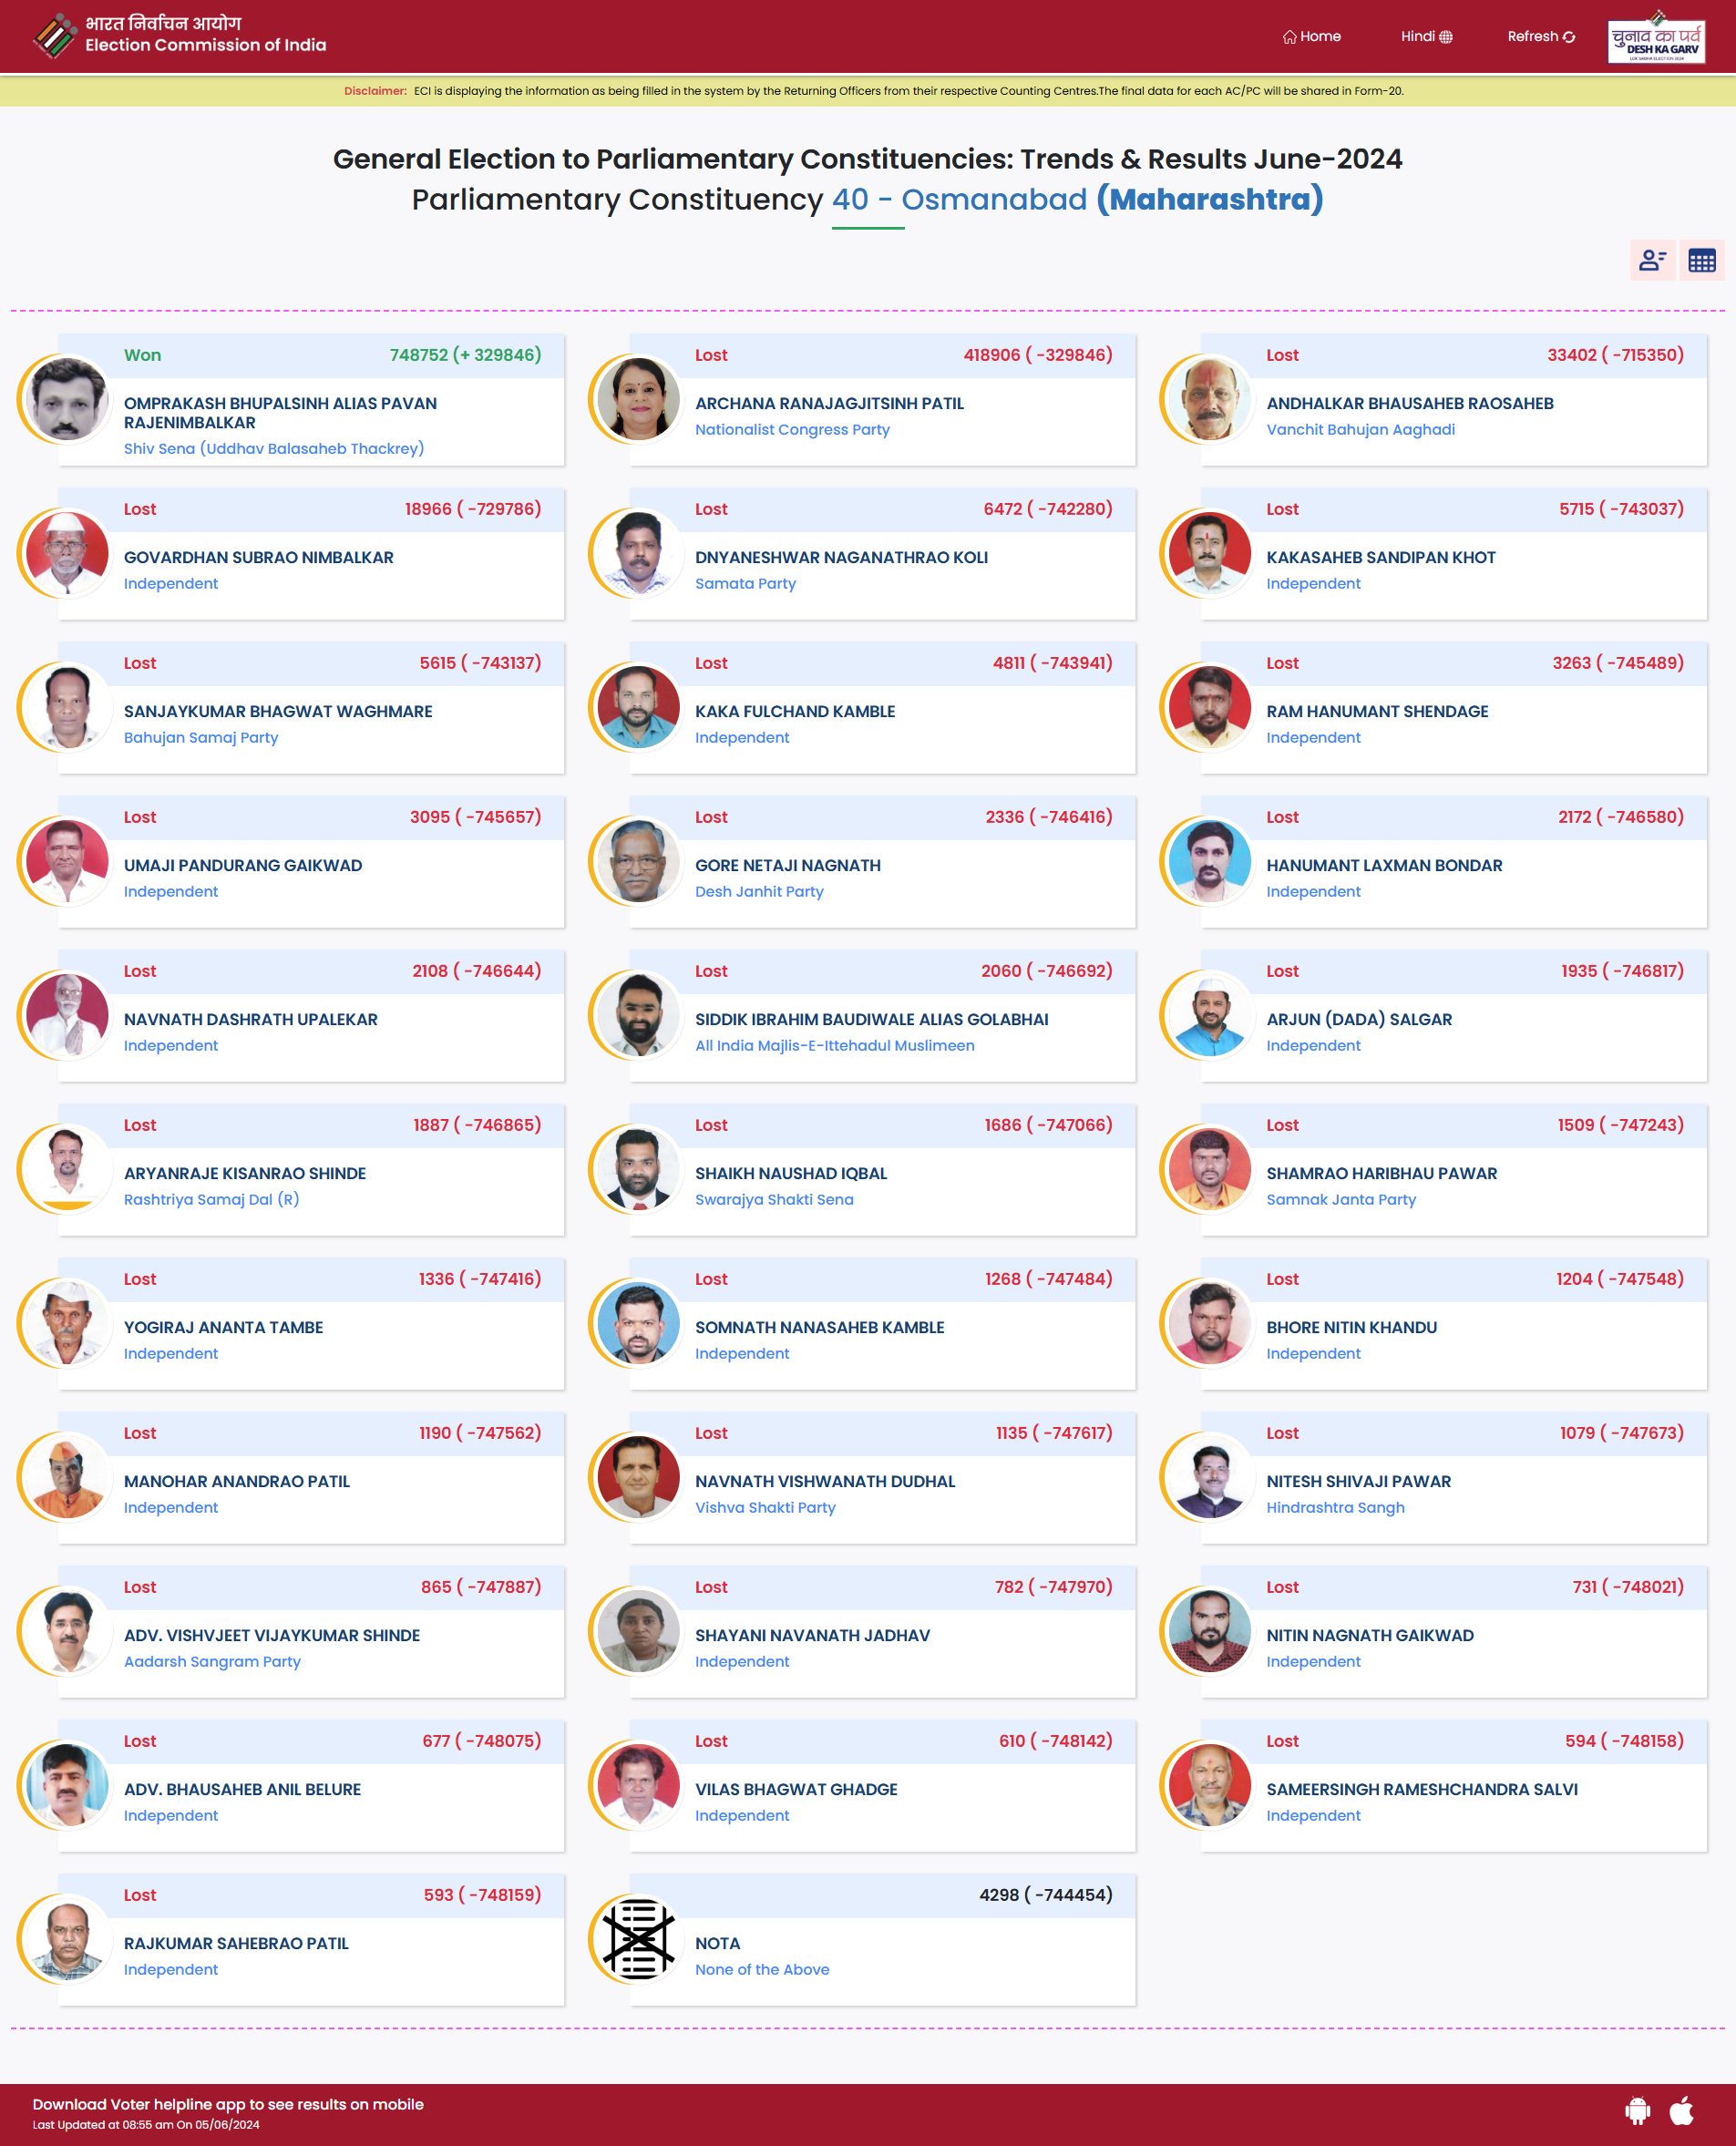 भारत निर्वाचन आयोग
Election Commission of India
Home
Hindi
Refresh
चुनाव का पर्व
DESH KA GARV
LOK SABHA ELECTION 2024
Disclaimer: ECI is displaying the information as being filled in the system by the Returning Officers from their respective Counting Centres.The final data for each AC/PC will be shared in Form-20.
General Election to Parliamentary Constituencies: Trends & Results June-2024
Parliamentary Constituency 40 - Osmanabad (Maharashtra)
Won 748752 (+ 329846)
OMPRAKASH BHUPALSINH ALIAS PAVAN
RAJENIMBALKAR
Shiv Sena (Uddhav Balasaheb Thackrey)
Lost 418906 ( -329846)
ARCHANA RANAJAGJITSINH PATIL
Nationalist Congress Party
Lost 33402 ( -715350)
ANDHALKAR BHAUSAHEB RAOSAHEB
Vanchit Bahujan Aaghadi
Lost 18966 ( -729786)
GOVARDHAN SUBRAO NIMBALKAR
Independent
Lost 6472 ( -742280)
DNYANESHWAR NAGANATHRAO KOLI
Samata Party
Lost 5715 ( -743037)
KAKASAHEB SANDIPAN KHOT
Independent
Lost 5615 ( -743137)
SANJAYKUMAR BHAGWAT WAGHMARE
Bahujan Samaj Party
Lost 4811 ( -743941)
KAKA FULCHAND KAMBLE
Independent
Lost 3263 ( -745489)
RAM HANUMANT SHENDAGE
Independent
Lost 3095 ( -745657)
UMAJI PANDURANG GAIKWAD
Independent
Lost 2336 ( -746416)
GORE NETAJI NAGNATH
Desh Janhit Party
Lost 2172 ( -746580)
HANUMANT LAXMAN BONDAR
Independent
Lost 2108 ( -746644)
NAVNATH DASHRATH UPALEKAR
Independent
Lost 2060 ( -746692)
SIDDIK IBRAHIM BAUDIWALE ALIAS GOLABHAI
All India Majlis-E-Ittehadul Muslimeen
Lost 1935 ( -746817)
ARJUN (DADA) SALGAR
Independent
Lost 1887 ( -746865)
ARYANRAJE KISANRAO SHINDE
Rashtriya Samaj Dal (R)
Lost 1686 ( -747066)
SHAIKH NAUSHAD IQBAL
Swarajya Shakti Sena
Lost 1509 ( -747243)
SHAMRAO HARIBHAU PAWAR
Samnak Janta Party
Lost 1336 ( -747416)
YOGIRAJ ANANTA TAMBE
Independent
Lost 1268 ( -747484)
SOMNATH NANASAHEB KAMBLE
Independent
Lost 1204 ( -747548)
BHORE NITIN KHANDU
Independent
Lost 1190 ( -747562)
MANOHAR ANANDRAO PATIL
Independent
Lost 1135 ( -747617)
NAVNATH VISHWANATH DUDHAL
Vishva Shakti Party
Lost 1079 ( -747673)
NITESH SHIVAJI PAWAR
Hindrashtra Sangh
Lost 865 ( -747887)
ADV. VISHVJEET VIJAYKUMAR SHINDE
Aadarsh Sangram Party
Lost 782 ( -747970)
SHAYANI NAVANATH JADHAV
Independent
Lost 731 ( -748021)
NITIN NAGNATH GAIKWAD
Independent
Lost 677 ( -748075)
ADV. BHAUSAHEB ANIL BELURE
Independent
Lost 610 ( -748142)
VILAS BHAGWAT GHADGE
Independent
Lost 594 ( -748158)
SAMEERSINGH RAMESHCHANDRA SALVI
Independent
Lost 593 ( -748159)
RAJKUMAR SAHEBRAO PATIL
Independent
4298 ( -744454)
NOTA
None of the Above
Download Voter helpline app to see results on mobile
Last Updated at 08:55 am On 05/06/2024